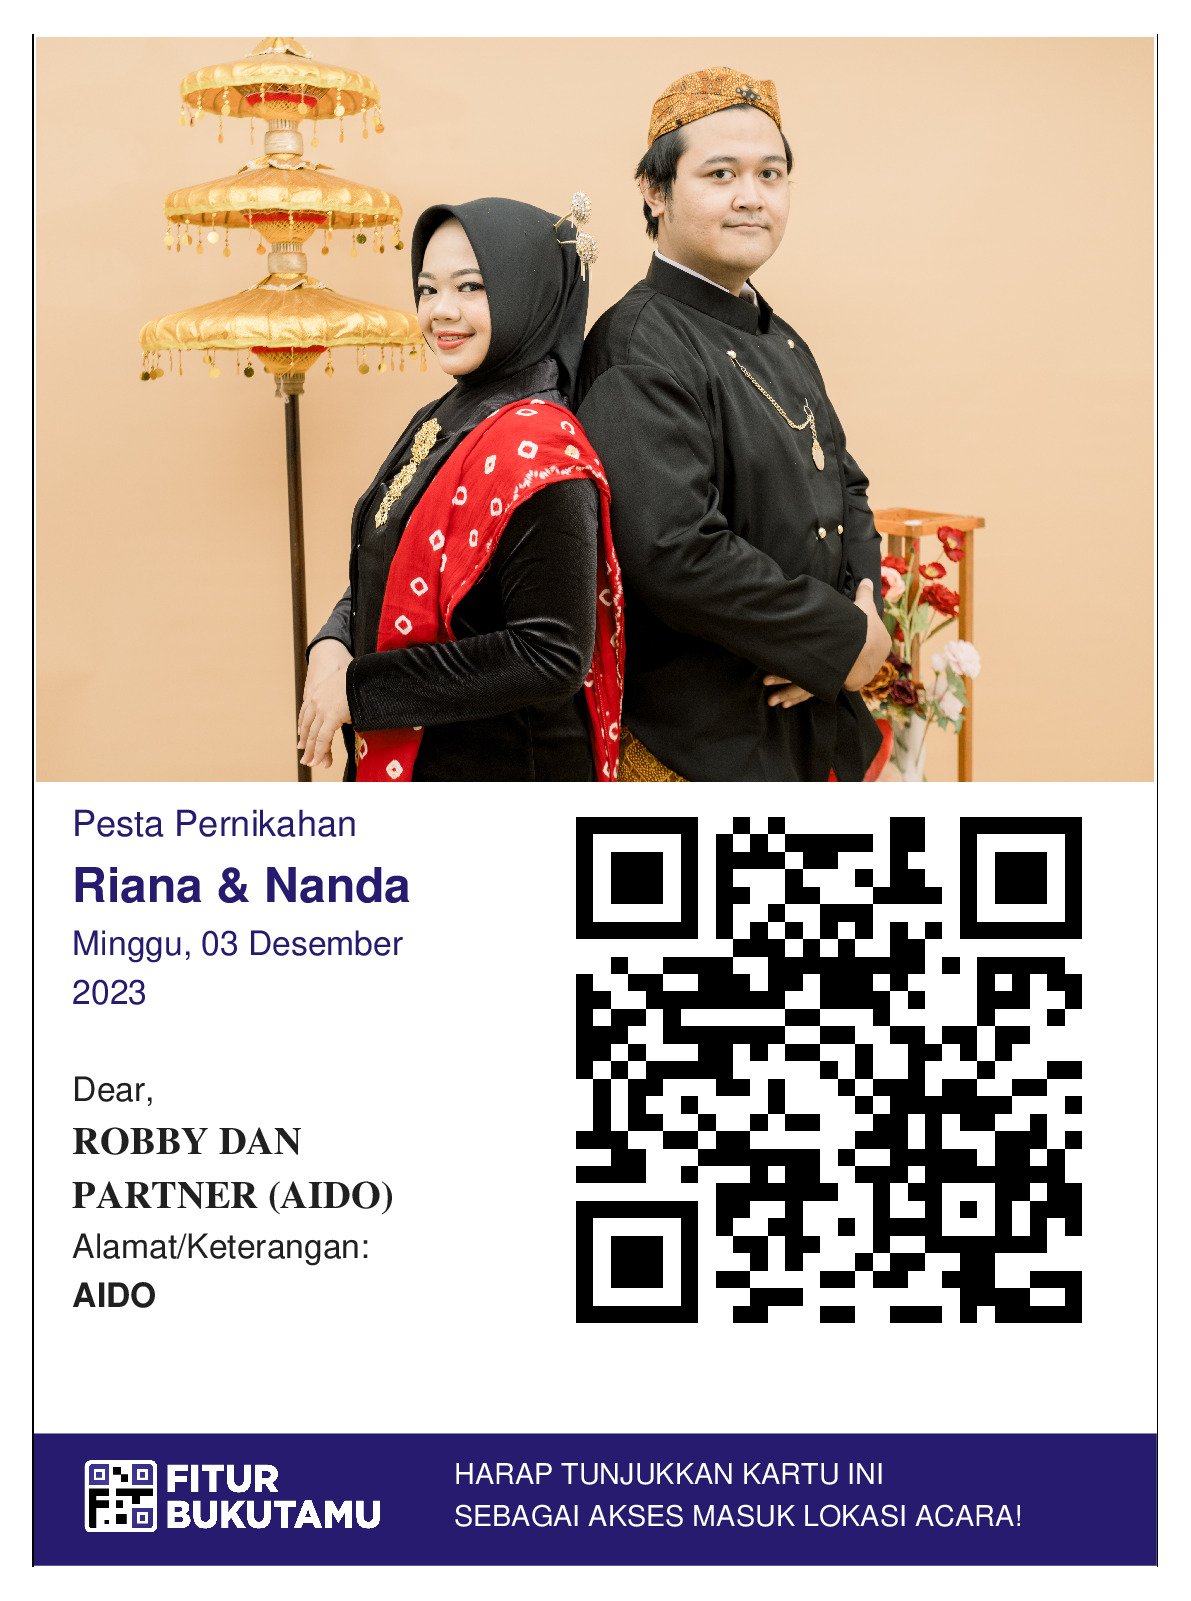 Pesta Pernikahan
Riana & Nanda
Minggu, 03 Desember
2023
Dear,
ROBBY DAN
PARTNER (AIDO)
Alamat/Keterangan:
AIDO
FITUR
BUKUTAMU
HARAP TUNJUKKAN KARTU INI
SEBAGAI AKSES MASUK LOKASI ACARA!